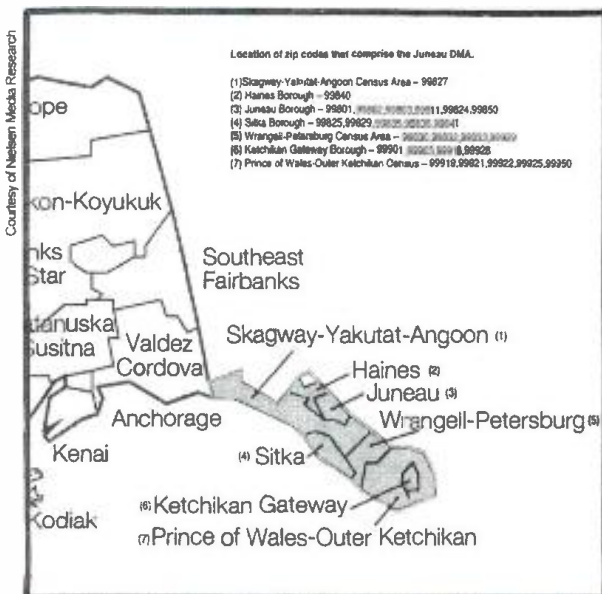 Courtesy of Nielsen Media Research
Location of zip codes that comprise the Juneau DMA.
(1)Skagway-Yakutat-Angoon Census Area – 99827
(2) Haines Borough – 99840
(3) Juneau Borough – 99801, 99824,99850
(4) Sitka Borough – 99825,99829,
(5) Wrangell-Petersburg Census Area –
(6) Ketchikan Gateway Borough – 99901 ,99928
(7) Prince of Wales-Outer Ketchikan Census – 99918,99921,99922,99925,99950
ope
kon-Koyukuk
nks
Star
Southeast
Fairbanks
atanuska
Susitna
Valdez
Cordova
Skagway-Yakutat-Angoon (1)
Haines (2)
Juneau (3)
Anchorage
Wrangell-Petersburg (5)
Kenai
(4) Sitka
(6) Ketchikan Gateway
Kodiak
(7) Prince of Wales-Outer Ketchikan